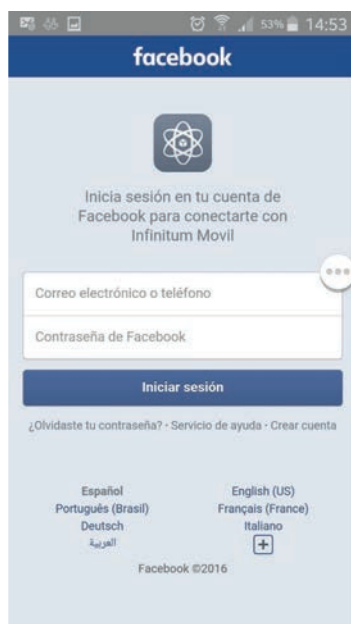 53% 14:53
facebook
Inicia sesión en tu cuenta de
Facebook para conectarte con
Infinitum Movil
Correo electrónico o teléfono
Contraseña de Facebook
Iniciar sesión
¿Olvidaste tu contraseña? · Servicio de ayuda · Crear cuenta
Español English (US)
Português (Brasil) Français (France)
Deutsch Italiano
العربية
Facebook ©2016